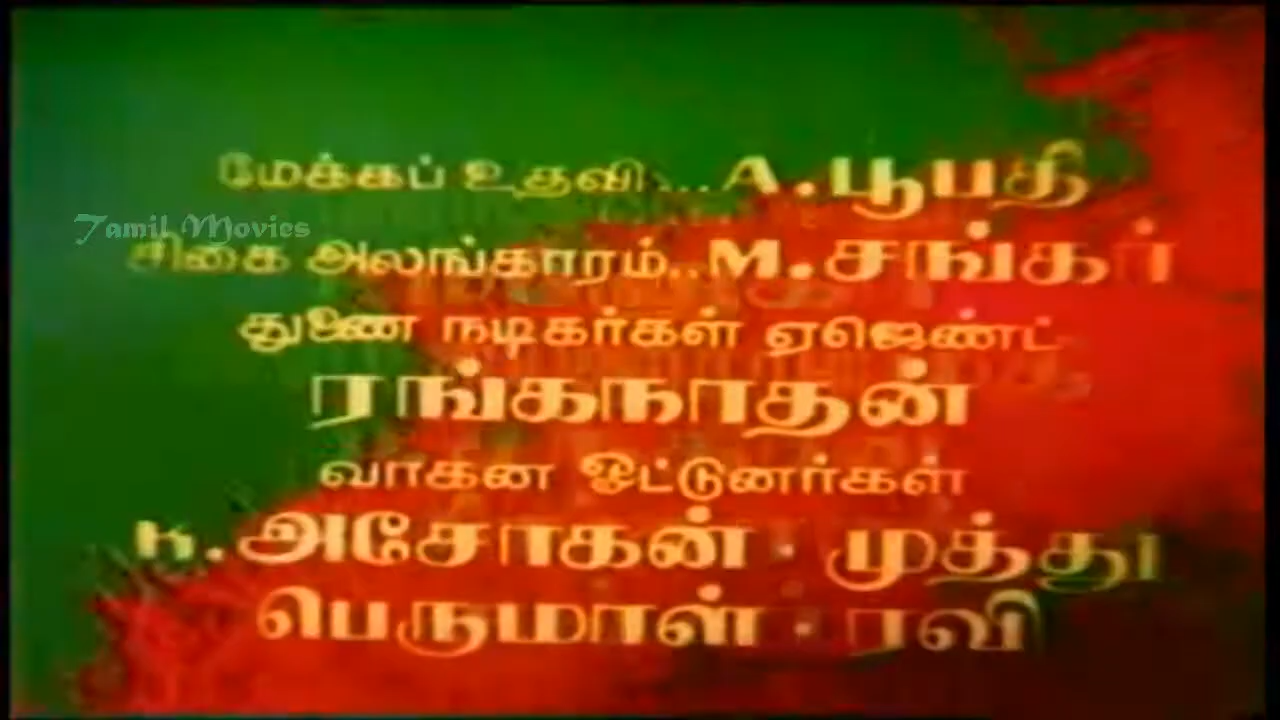 மேக்கப் உதவி...A.பூபதி
Tamil Movies
சிகை அலங்காரம்..M.சங்கர்
துணை நடிகர்கள் ஏஜெண்ட்
ரங்கநாதன்
வாகன ஓட்டுனர்கள்
K.அசோகன் · முத்து
பெருமாள் · ரவி